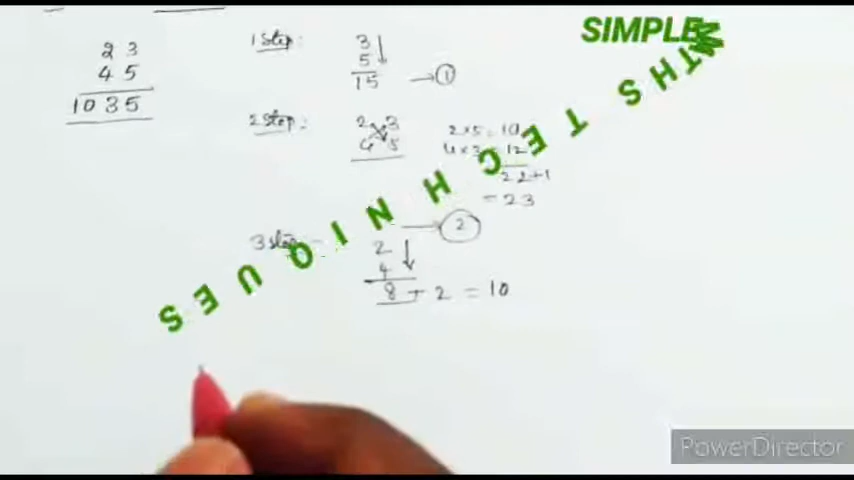 SIMPLE
MTHS TECHNIQUES
23
45
1035
1 Step:
3
5
15 → 1
2 Step:
2 3
4 5
2×5 = 10
4×3 = 12
22+1
= 23
→ 2
3 step
2
4
8 + 2 = 10
PowerDirector